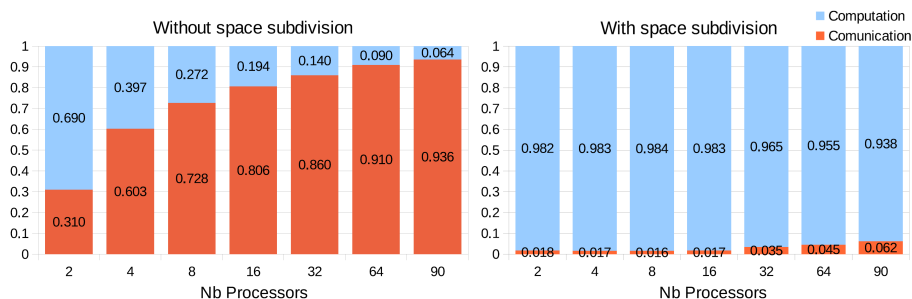 Without space subdivision
1
0.9
0.8
0.7
0.6
0.5
0.4
0.3
0.2
0.1
0
0.690 0.397 0.272 0.194 0.140 0.090 0.064
0.310 0.603 0.728 0.806 0.860 0.910 0.936
2 4 8 16 32 64 90
Nb Processors
With space subdivision
Computation
Comunication
1
0.9
0.8
0.7
0.6
0.5
0.4
0.3
0.2
0.1
0
0.982 0.983 0.984 0.983 0.965 0.955 0.938
0.018 0.017 0.016 0.017 0.035 0.045 0.062
2 4 8 16 32 64 90
Nb Processors